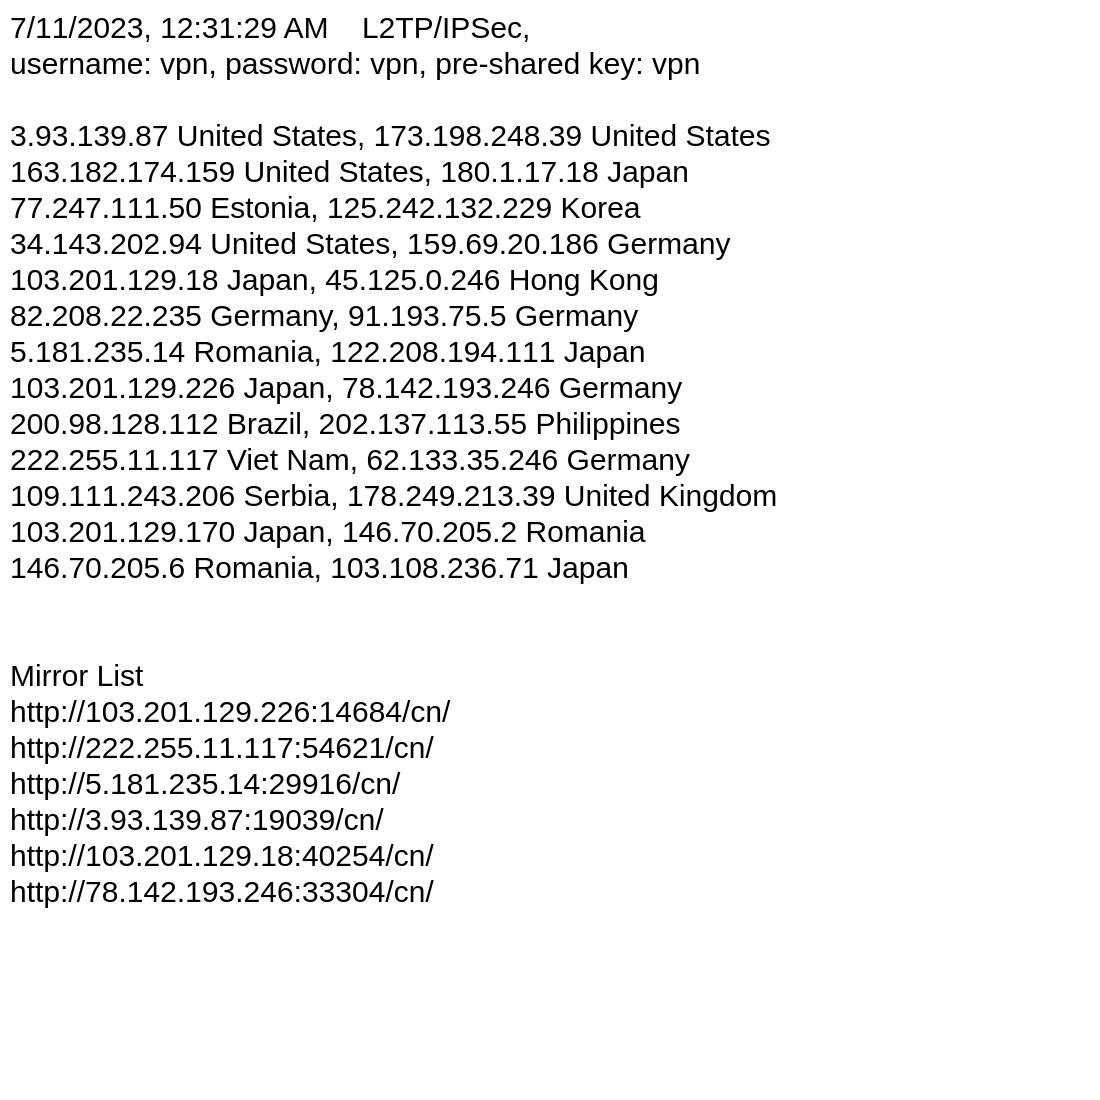 7/11/2023, 12:31:29 AM    L2TP/IPSec,
username: vpn, password: vpn, pre-shared key: vpn
3.93.139.87 United States, 173.198.248.39 United States
163.182.174.159 United States, 180.1.17.18 Japan
77.247.111.50 Estonia, 125.242.132.229 Korea
34.143.202.94 United States, 159.69.20.186 Germany
103.201.129.18 Japan, 45.125.0.246 Hong Kong
82.208.22.235 Germany, 91.193.75.5 Germany
5.181.235.14 Romania, 122.208.194.111 Japan
103.201.129.226 Japan, 78.142.193.246 Germany
200.98.128.112 Brazil, 202.137.113.55 Philippines
222.255.11.117 Viet Nam, 62.133.35.246 Germany
109.111.243.206 Serbia, 178.249.213.39 United Kingdom
103.201.129.170 Japan, 146.70.205.2 Romania
146.70.205.6 Romania, 103.108.236.71 Japan
Mirror List
http://103.201.129.226:14684/cn/
http://222.255.11.117:54621/cn/
http://5.181.235.14:29916/cn/
http://3.93.139.87:19039/cn/
http://103.201.129.18:40254/cn/
http://78.142.193.246:33304/cn/